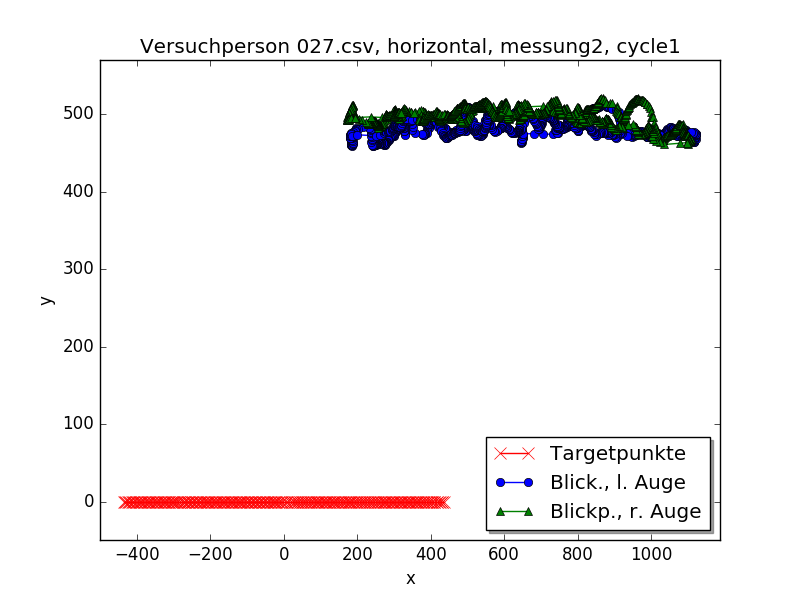 Versuchperson 027.csv, horizontal, messung2, cycle1
500
400
300
200
100
0
y
−400 −200 0 200 400 600 800 1000
x
Targetpunkte
Blick., l. Auge
Blickp., r. Auge